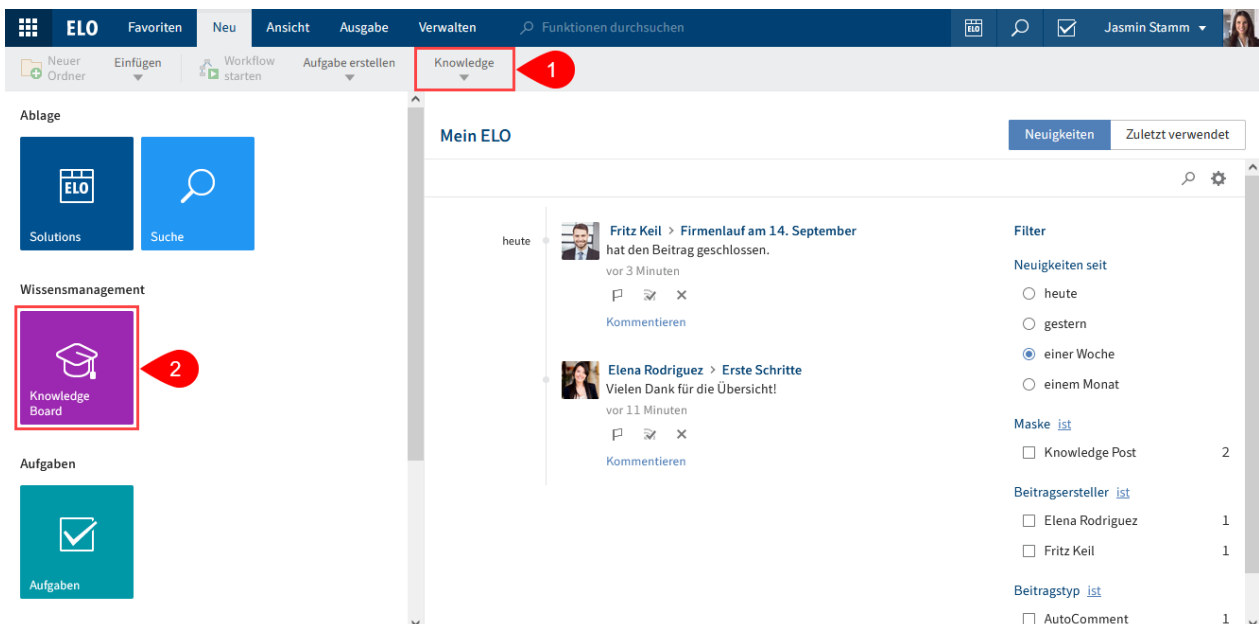 ELO Favoriten Neu Ansicht Ausgabe Verwalten Funktionen durchsuchen ELO Jasmin Stamm
Neuer
Ordner
Einfügen
Workflow
starten
Aufgabe erstellen
Knowledge
1
Ablage
ELO
Solutions
Suche
Wissensmanagement
Knowledge
Board
2
Aufgaben
Aufgaben
Mein ELO
Neuigkeiten
Zuletzt verwendet
heute
Fritz Keil > Firmenlauf am 14. September
hat den Beitrag geschlossen.
vor 3 Minuten
Kommentieren
Elena Rodriguez > Erste Schritte
Vielen Dank für die Übersicht!
vor 11 Minuten
Kommentieren
Filter
Neuigkeiten seit
heute
gestern
einer Woche
einem Monat
Maske ist
Knowledge Post 2
Beitragsersteller ist
Elena Rodriguez 1
Fritz Keil 1
Beitragstyp ist
AutoComment 1